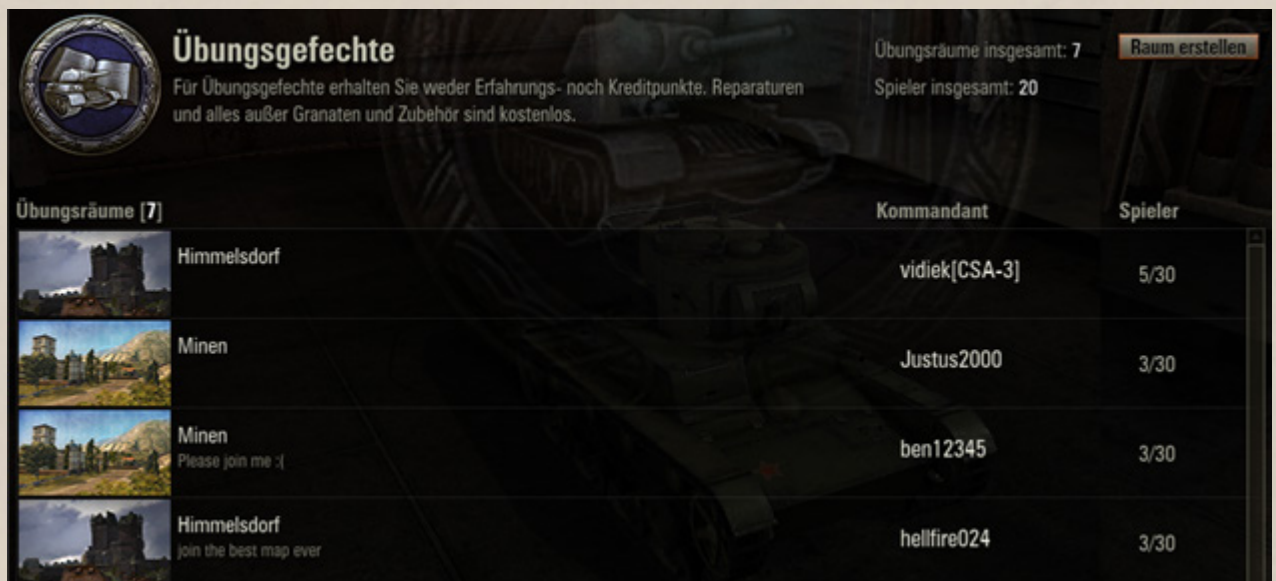 Übungsgefechte
Für Übungsgefechte erhalten Sie weder Erfahrungs- noch Kreditpunkte. Reparaturen
und alles außer Granaten und Zubehör sind kostenlos.
Übungsräume insgesamt: 7
Spieler insgesamt: 20
Raum erstellen
Übungsräume [7] Kommandant Spieler
Himmelsdorf vidiek[CSA-3] 5/30
Minen Justus2000 3/30
Minen ben12345 3/30
Please join me :(
Himmelsdorf hellfire024 3/30
join the best map ever